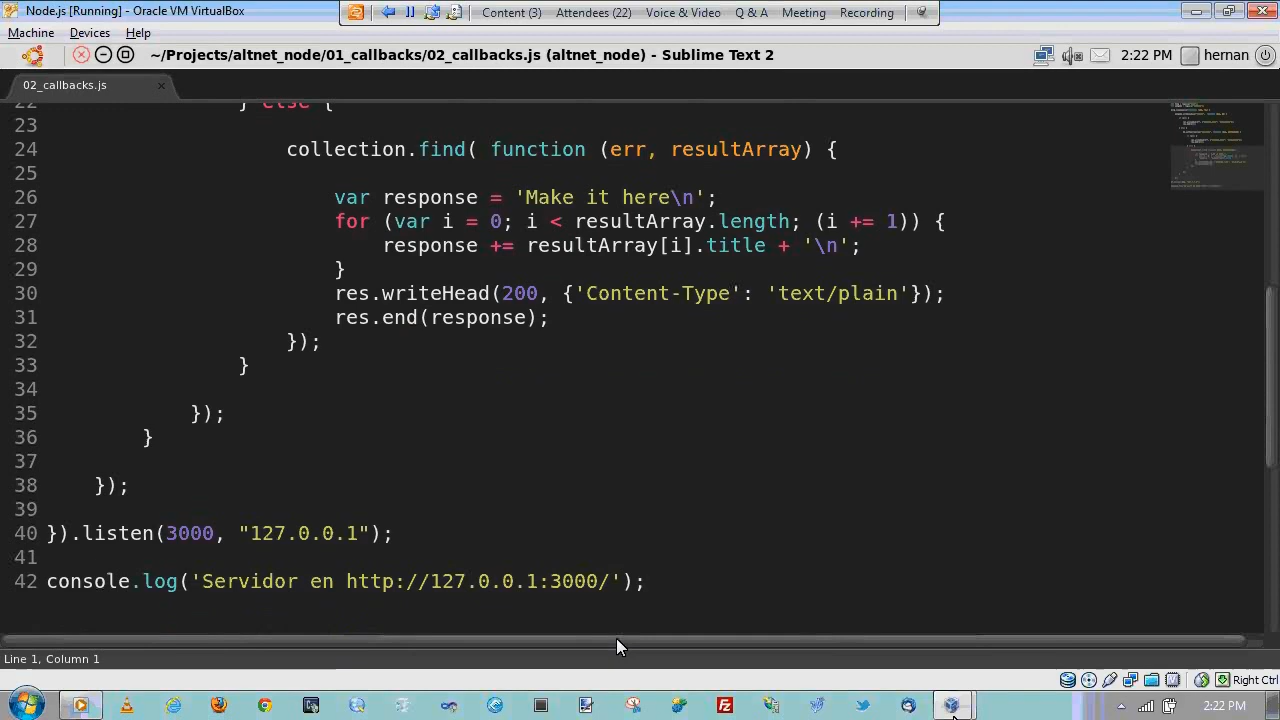 Node.js [Running] - Oracle VM VirtualBox
Content (3) Attendees (22) Voice & Video Q & A Meeting Recording
Machine Devices Help
~/Projects/altnet_node/01_callbacks/02_callbacks.js (altnet_node) - Sublime Text 2
2:22 PM hernan
02_callbacks.js ×
22 } else {
23
24 collection.find( function (err, resultArray) {
25
26 var response = 'Make it here\n';
27 for (var i = 0; i < resultArray.length; (i += 1)) {
28 response += resultArray[i].title + '\n';
29 }
30 res.writeHead(200, {'Content-Type': 'text/plain'});
31 res.end(response);
32 });
33 }
34
35 });
36 }
37
38 });
39
40 }).listen(3000, "127.0.0.1");
41
42 console.log('Servidor en http://127.0.0.1:3000/');
Line 1, Column 1
Right Ctrl
2:22 PM